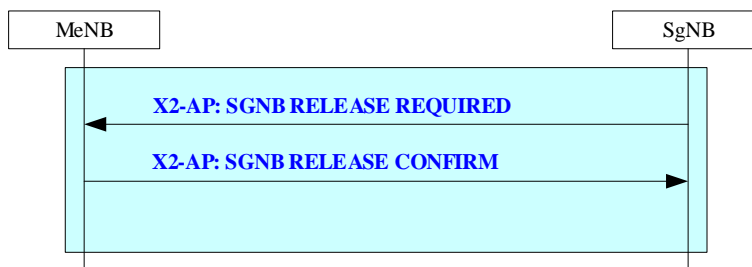 MeNB
SgNB
X2-AP: SGNB RELEASE REQUIRED
X2-AP: SGNB RELEASE CONFIRM